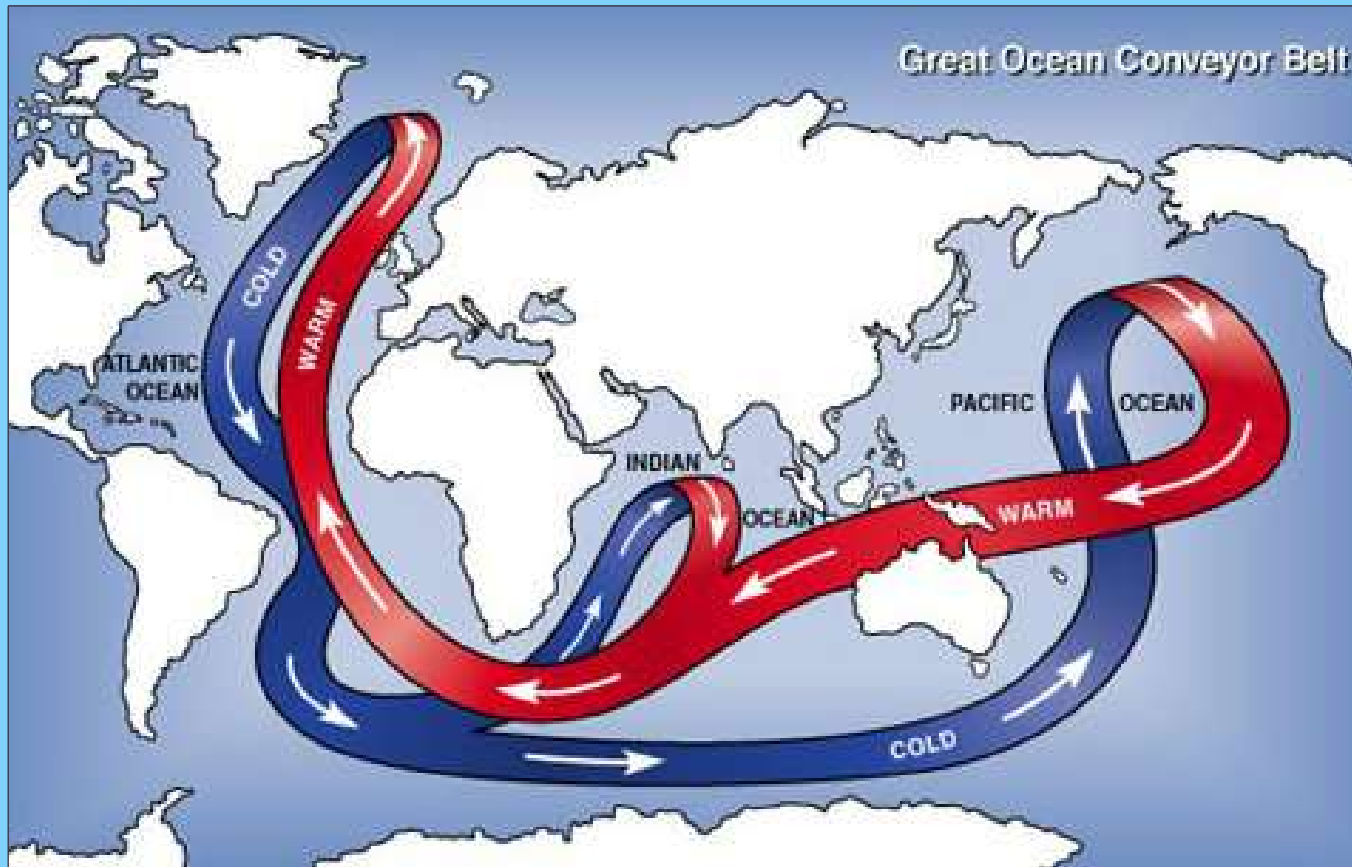 Great Ocean Conveyor Belt
COLD
WARM
ATLANTIC
OCEAN
PACIFIC
OCEAN
INDIAN
OCEAN
WARM
COLD